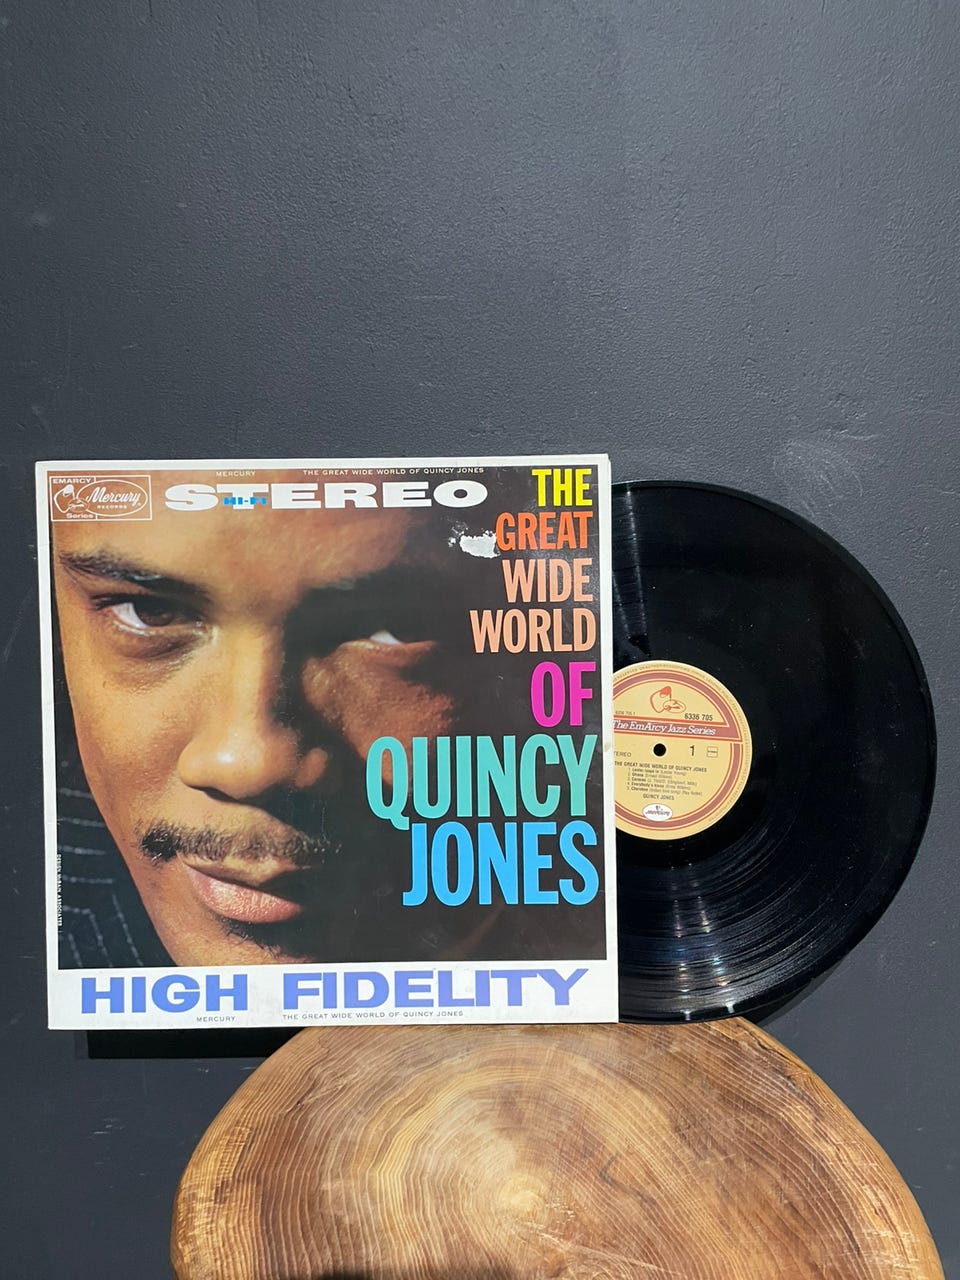 MERCURY THE GREAT WIDE WORLD OF QUINCY JONES
EMARCY
Mercury
RECORDS
Series
STEREO
HI-FI
THE
GREAT
WIDE
WORLD
OF
QUINCY
JONES
HIGH FIDELITY
MERCURY THE GREAT WIDE WORLD OF QUINCY JONES
6336 705
The EmArcy Jazz Series
1
THE GREAT WIDE WORLD OF QUINCY JONES
QUINCY JONES
Mercury